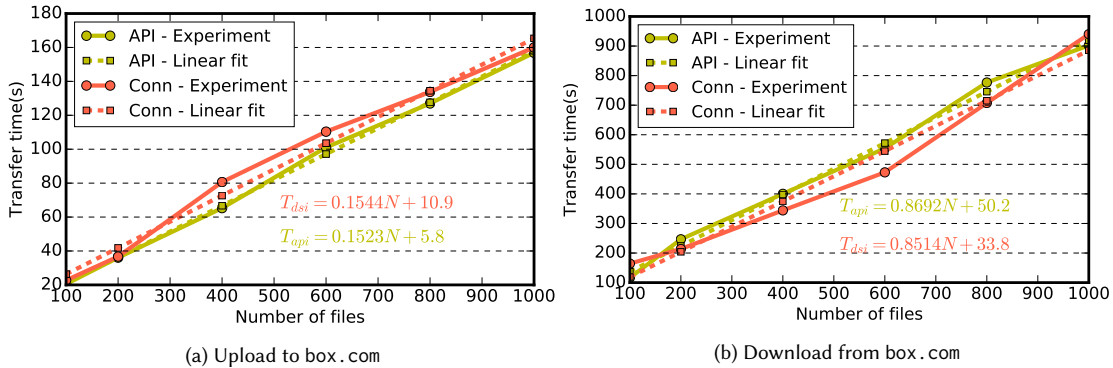 180
160
140
120
100
80
60
40
20
Transfer time(s)
API - Experiment
API - Linear fit
Conn - Experiment
Conn - Linear fit
T_dsi = 0.1544N + 10.9
T_api = 0.1523N + 5.8
100 200 300 400 500 600 700 800 900 1000
Number of files
(a) Upload to box.com
1000
900
800
700
600
500
400
300
200
100
Transfer time(s)
API - Experiment
API - Linear fit
Conn - Experiment
Conn - Linear fit
T_api = 0.8692N + 50.2
T_dsi = 0.8514N + 33.8
100 200 300 400 500 600 700 800 900 1000
Number of files
(b) Download from box.com